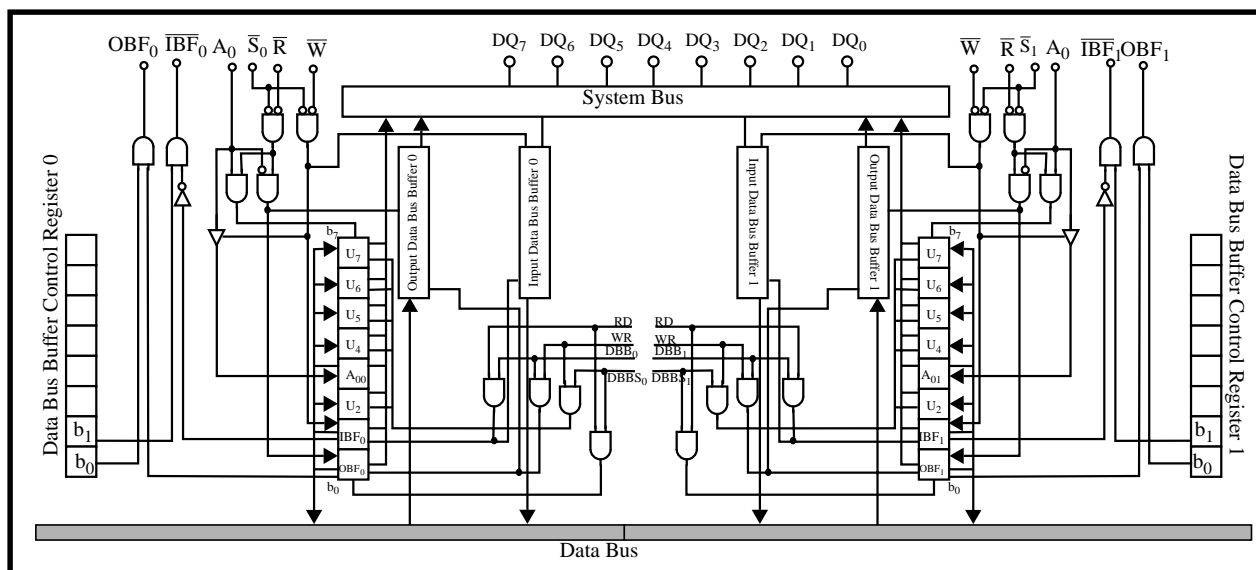 OBF₀ I̅B̅F̅₀ A₀ S̅₀ R̅ W̅ DQ₇ DQ₆ DQ₅ DQ₄ DQ₃ DQ₂ DQ₁ DQ₀ W̅ R̅ S̅₁ A₀ I̅B̅F̅₁ OBF₁
System Bus
Data Bus Buffer Control Register 0
Output Data Bus Buffer 0
Input Data Bus Buffer 0
Input Data Bus Buffer 1
Output Data Bus Buffer 1
Data Bus Buffer Control Register 1
b₇ b₇
U₇ U₇
U₆ U₆
U₅ U₅
RD RD
WR WR
U₄ U₄
DBB₀ DBB₁
A₀₀ DBBS₀ DBBS₁ A₀₁
U₂ U₂
b₁ IBF₀ IBF₁ b₁
b₀ OBF₀ OBF₁ b₀
b₀ b₀
Data Bus